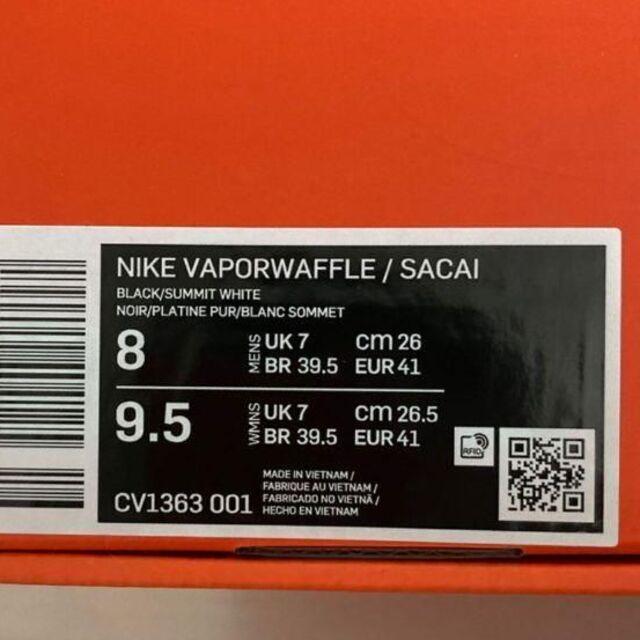 NIKE VAPORWAFFLE / SACAI
BLACK/SUMMIT WHITE
NOIR/PLATINE PUR/BLANC SOMMET
8 MENS UK 7 cm 26
BR 39.5 EUR 41
9.5 WMNS UK 7 cm 26.5
BR 39.5 EUR 41
RFID
MADE IN VIETNAM /
FABRIQUE AU VIETNAM /
FABRICADO NO VIETNÃ /
HECHO EN VIETNAM
CV1363 001